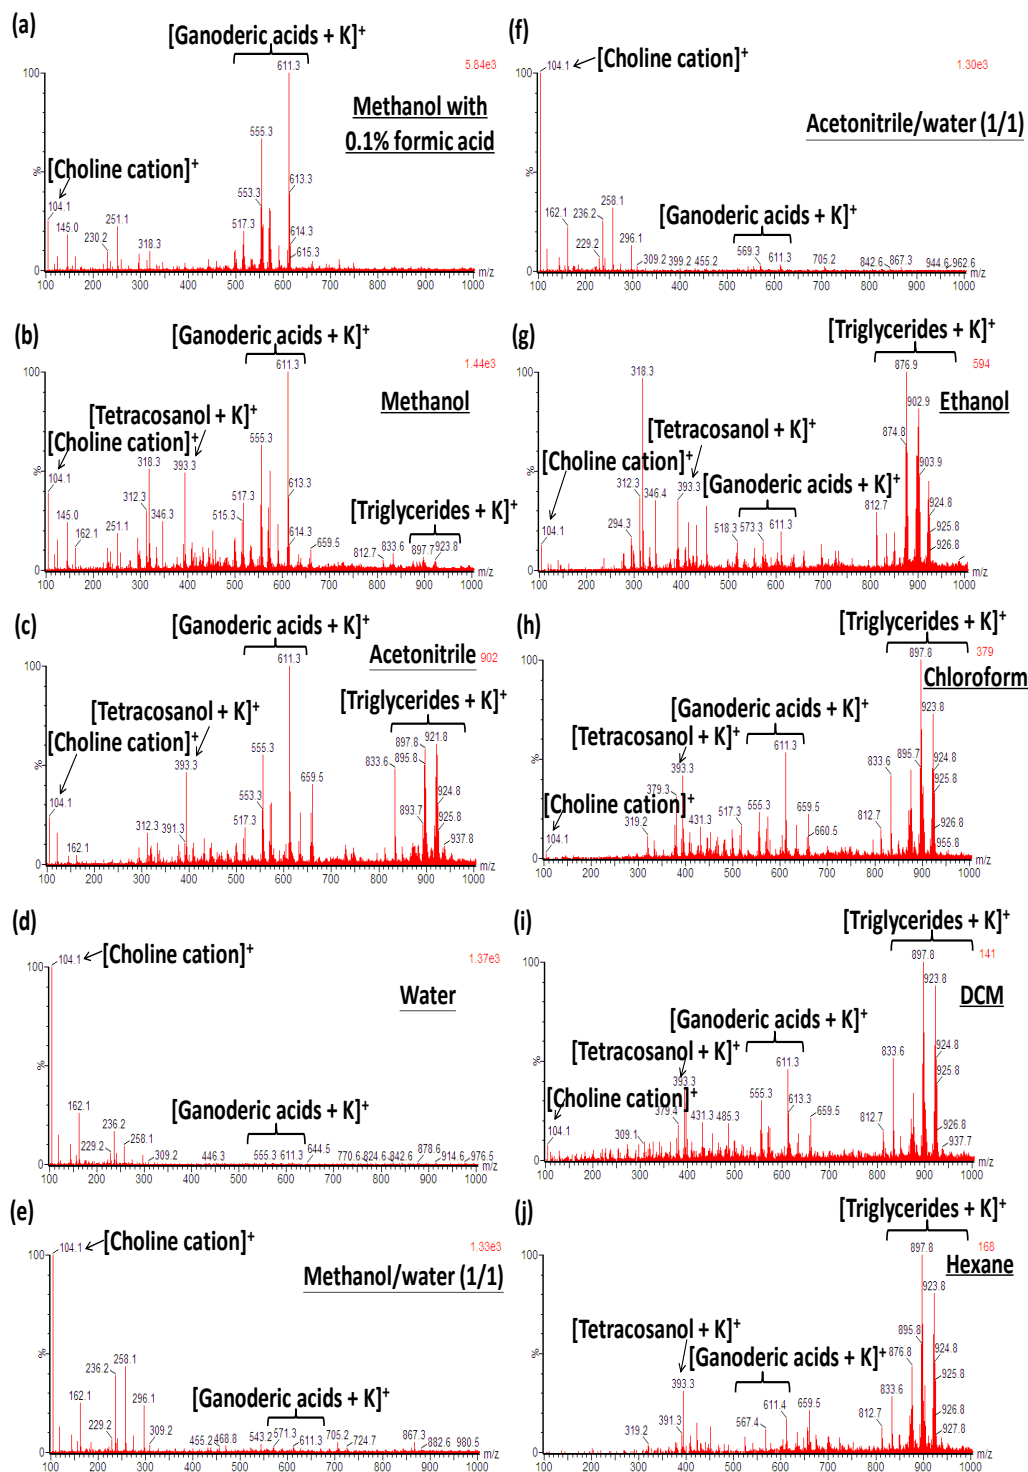 (a)
[Ganoderic acids + K]⁺
611.3
5.84e3
100
Methanol with
0.1% formic acid
555.3
[Choline cation]⁺
104.1
553.3
613.3
%
145.0
251.1
517.3
230.2
318.3
614.3
615.3
0
m/z
100 200 300 400 500 600 700 800 900 1000
(b)
[Ganoderic acids + K]⁺
611.3
1.44e3
100
Methanol
[Tetracosanol + K]⁺
[Choline cation]⁺
555.3
318.3
393.3
104.1
%
613.3
312.3
517.3
145.0
346.3
515.3
[Triglycerides + K]⁺
162.1
251.1
614.3
659.5
812.7
833.6
897.7
923.8
0
m/z
100 200 300 400 500 600 700 800 900 1000
(c)
[Ganoderic acids + K]⁺
611.3
Acetonitrile
902
100
[Tetracosanol + K]⁺
[Triglycerides + K]⁺
[Choline cation]⁺
555.3
393.3
897.8
921.8
833.6
895.8
%
104.1
553.3
659.5
924.8
893.7
925.8
312.3
391.3
517.3
937.8
162.1
0
m/z
100 200 300 400 500 600 700 800 900 1000
(d)
104.1
[Choline cation]⁺
1.37e3
100
Water
%
162.1
236.2
[Ganoderic acids + K]⁺
229.2
258.1
309.2
446.3
555.3
611.3
644.5
770.6
824.6
842.6
878.6
914.6
976.5
0
m/z
100 200 300 400 500 600 700 800 900 1000
(e)
104.1
[Choline cation]⁺
1.33e3
100
Methanol/water (1/1)
%
236.2
258.1
162.1
296.1
[Ganoderic acids + K]⁺
229.2
309.2
455.2
468.8
543.2
571.3
611.3
705.2
724.7
867.3
882.6
980.5
0
m/z
100 200 300 400 500 600 700 800 900 1000
(f)
104.1
[Choline cation]⁺
1.30e3
100
Acetonitrile/water (1/1)
%
162.1
236.2
258.1
[Ganoderic acids + K]⁺
229.2
296.1
309.2
399.2
455.2
569.3
611.3
705.2
842.6
867.3
944.6
962.6
0
m/z
100 200 300 400 500 600 700 800 900 1000
(g)
[Triglycerides + K]⁺
876.9
594
100
318.3
Ethanol
902.9
[Tetracosanol + K]⁺
874.8
[Choline cation]⁺
903.9
%
312.3
346.4
393.3
[Ganoderic acids + K]⁺
924.8
812.7
104.1
294.3
518.3
573.3
611.3
925.8
926.8
0
m/z
100 200 300 400 500 600 700 800 900 1000
(h)
[Triglycerides + K]⁺
897.8
379
100
Chloroform
[Ganoderic acids + K]⁺
923.8
[Tetracosanol + K]⁺
611.3
393.3
%
895.7
924.8
379.3
833.6
925.8
[Choline cation]⁺
319.2
431.3
517.3
555.3
659.5
812.7
926.8
104.1
660.5
955.8
0
m/z
100 200 300 400 500 600 700 800 900 1000
(i)
[Triglycerides + K]⁺
897.8
141
100
923.8
DCM
[Ganoderic acids + K]⁺
[Tetracosanol + K]⁺
833.6
924.8
%
393.3
611.3
925.8
[Choline cation]⁺
379.4
431.3
485.3
555.3
613.3
659.5
812.7
926.8
104.1
309.1
937.7
0
m/z
100 200 300 400 500 600 700 800 900 1000
(j)
[Triglycerides + K]⁺
897.8
168
100
Hexane
923.8
[Tetracosanol + K]⁺
895.8
924.8
%
[Ganoderic acids + K]⁺
876.8
925.8
393.3
833.6
391.3
611.4
659.5
812.7
926.8
319.2
567.4
927.8
0
m/z
100 200 300 400 500 600 700 800 900 1000